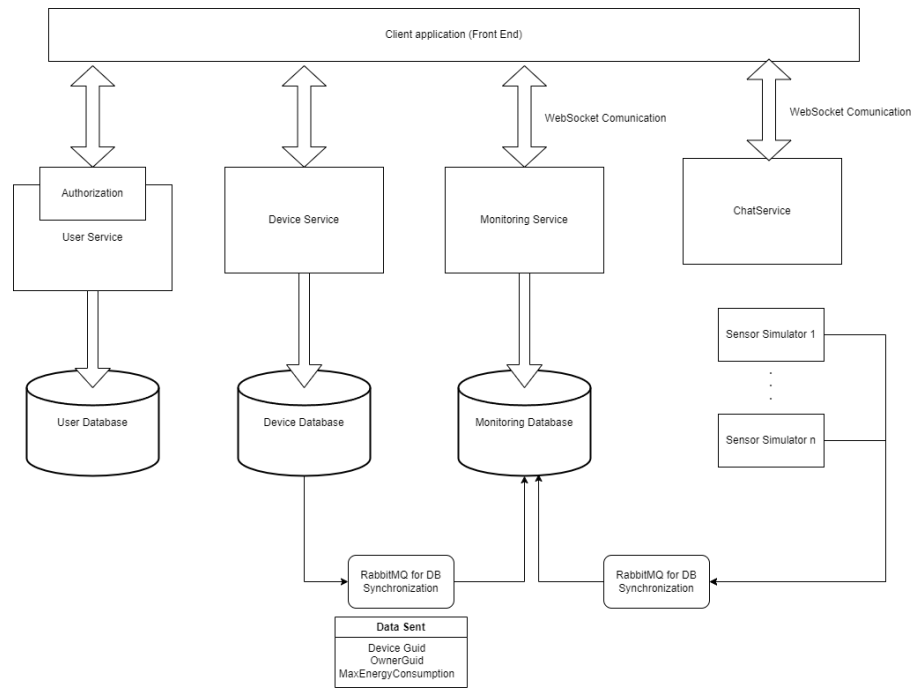 Client application (Front End)
WebSocket Comunication
WebSocket Comunication
Authorization
User Service
Device Service
Monitoring Service
ChatService
Sensor Simulator 1
.
.
.
Sensor Simulator n
User Database
Device Database
Monitoring Database
RabbitMQ for DB
Synchronization
RabbitMQ for DB
Synchronization
Data Sent
Device Guid
OwnerGuid
MaxEnergyConsumption